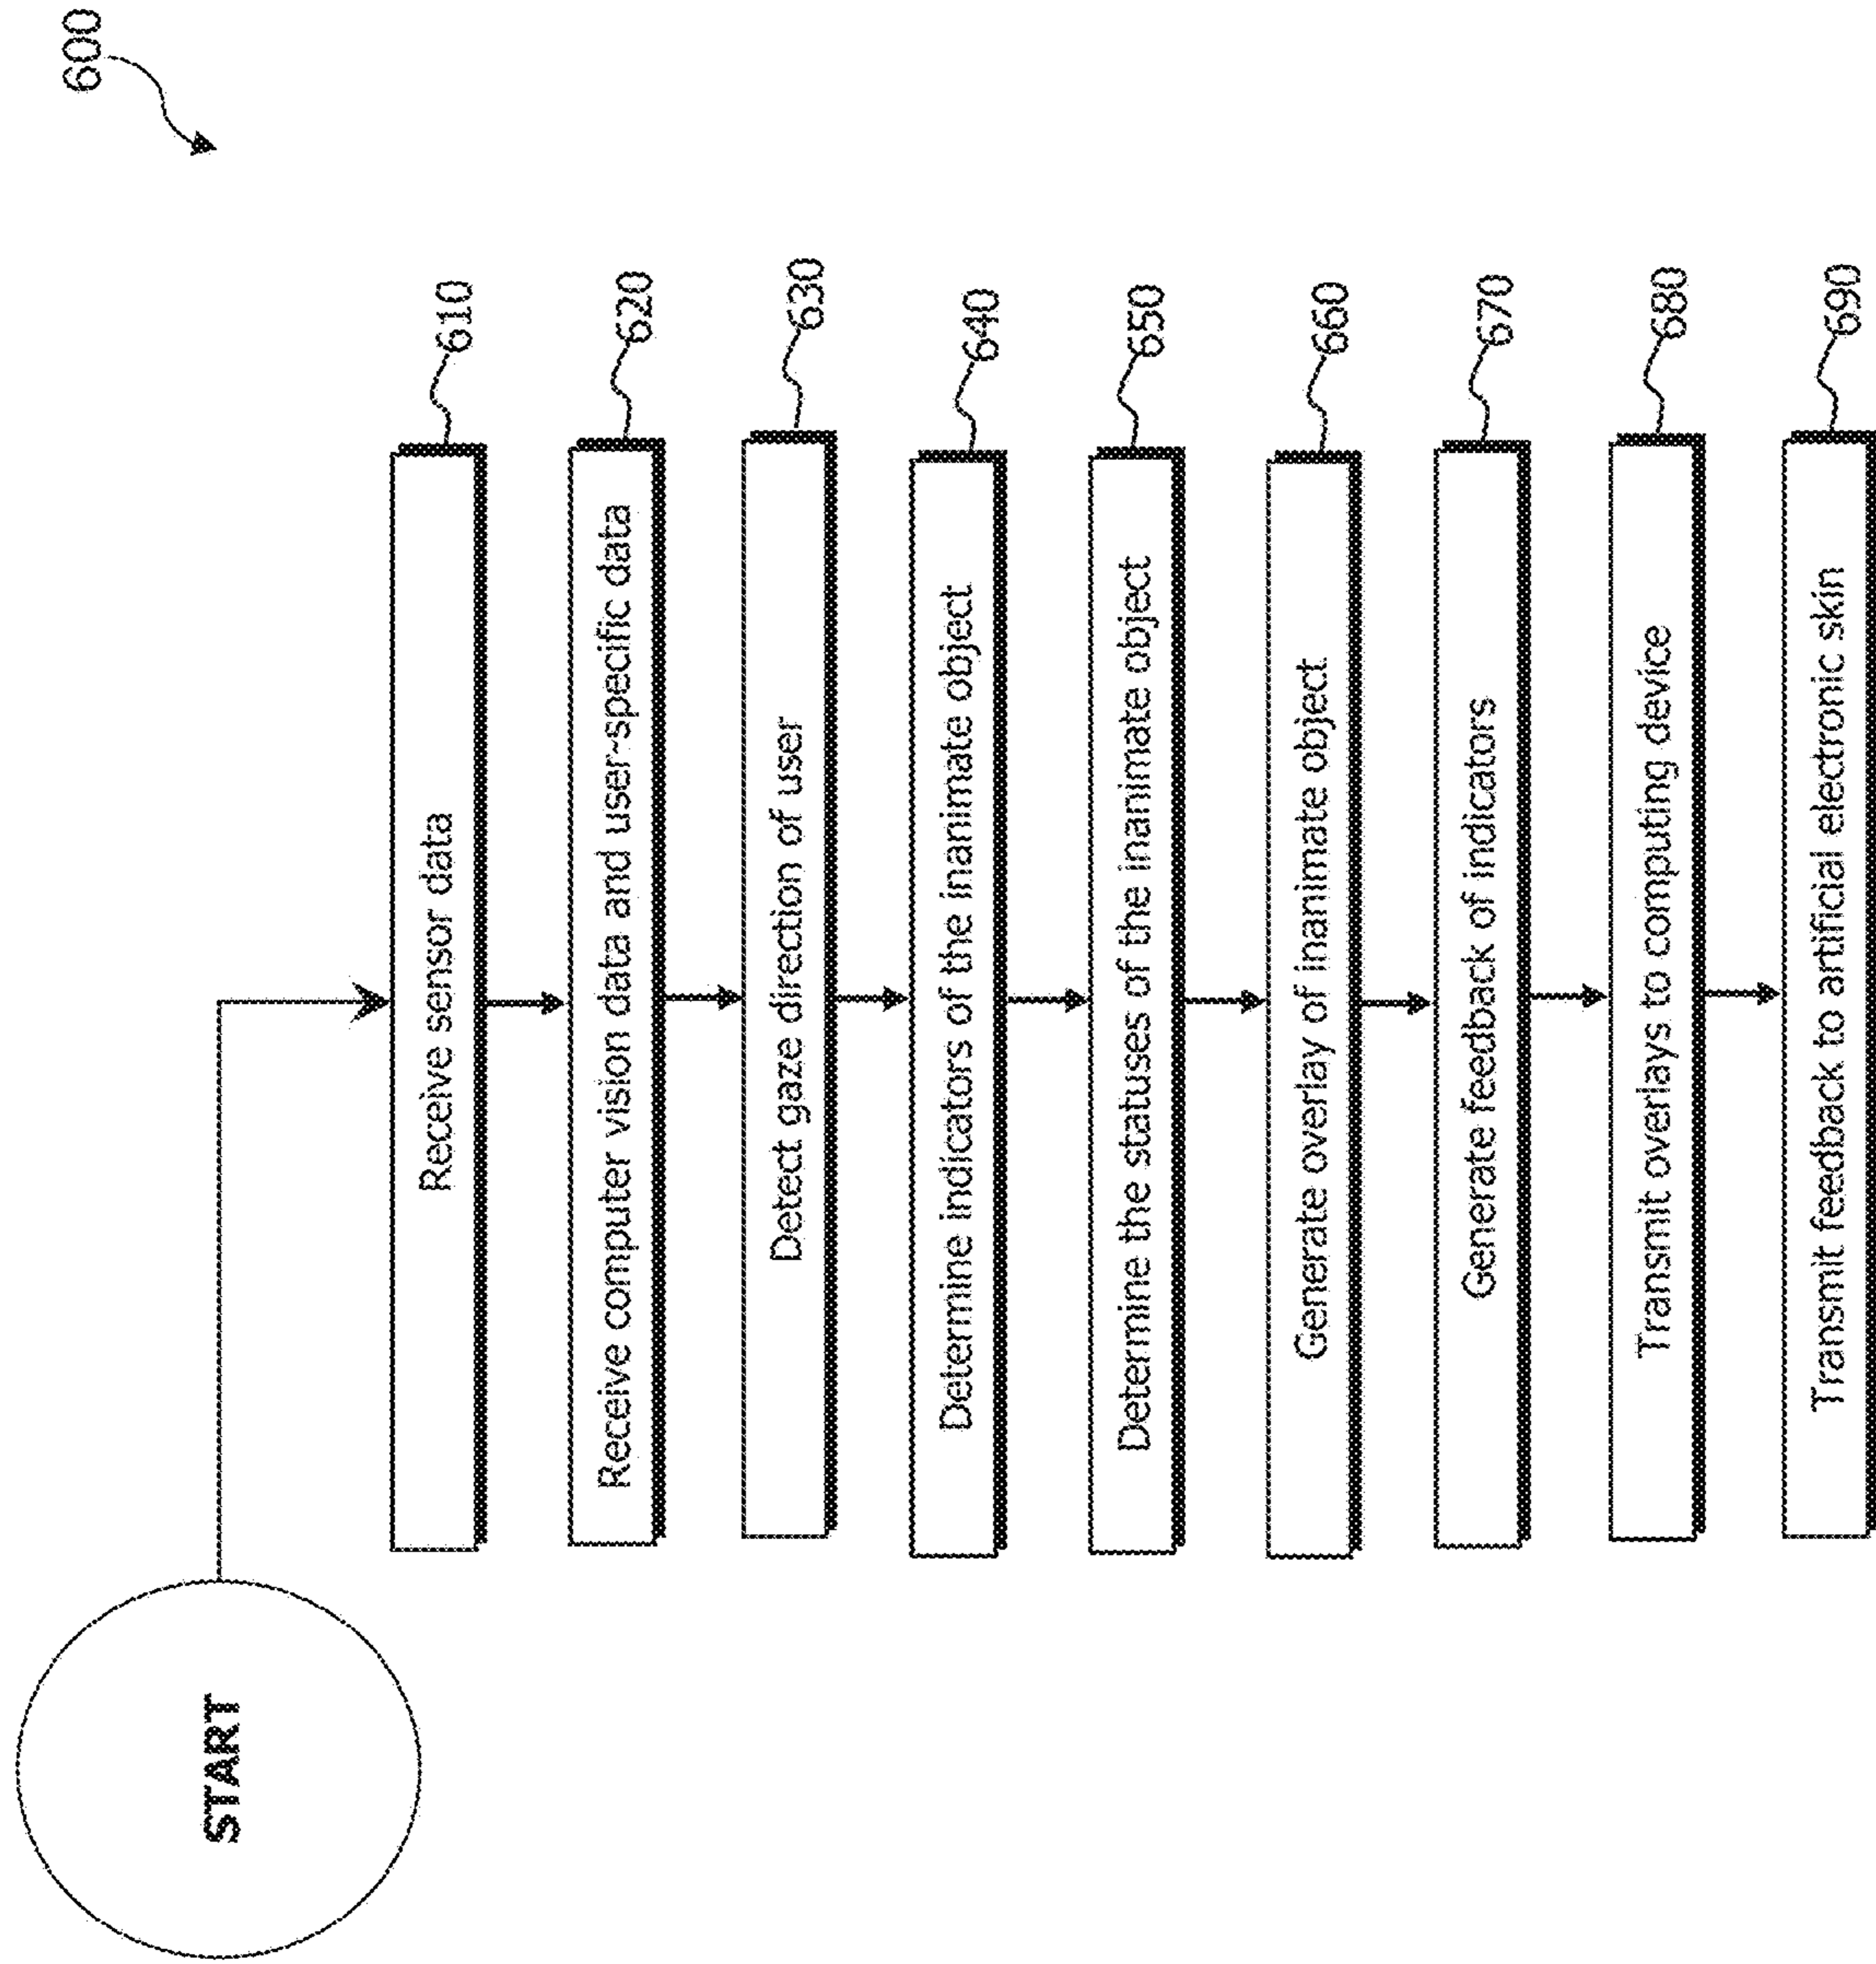 600
START
Receive sensor data
610
Receive computer vision data and user-specific data
620
Detect gaze direction of user
630
Determine indicators of the inanimate object
640
Determine the statuses of the inanimate object
650
Generate overlay of inanimate object
660
Generate feedback of indicators
670
Transmit overlays to computing device
680
Transmit feedback to artificial electronic skin
690